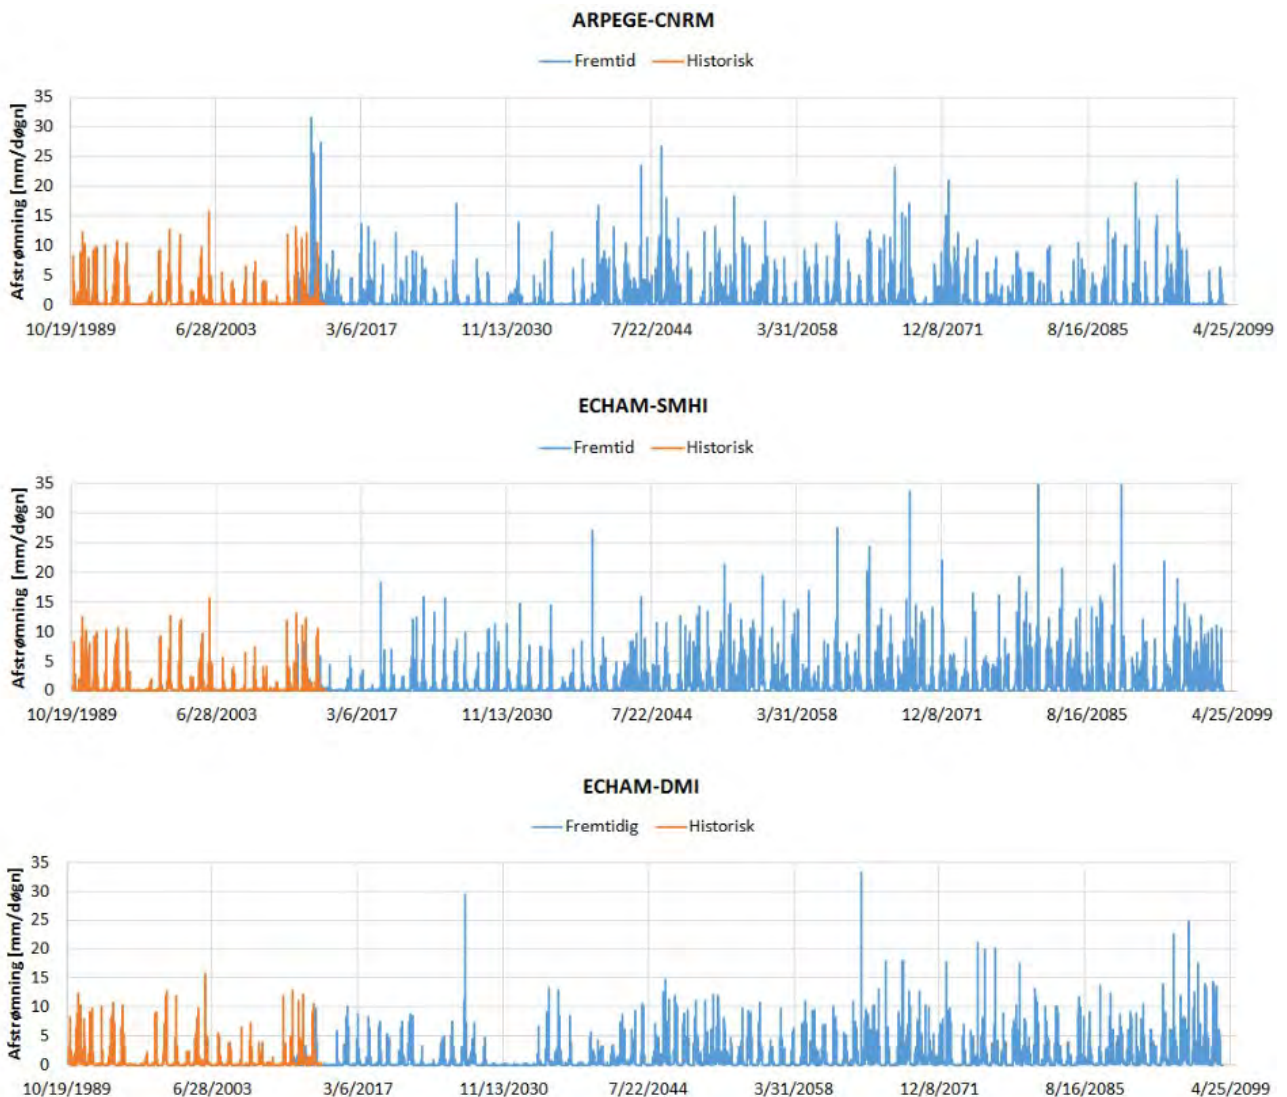 ARPEGE-CNRM
Fremtid Historisk
Afstrømning [mm/døgn]
35
30
25
20
15
10
5
0
10/19/1989 6/28/2003 3/6/2017 11/13/2030 7/22/2044 3/31/2058 12/8/2071 8/16/2085 4/25/2099
ECHAM-SMHI
Fremtid Historisk
Afstrømning [mm/døgn]
35
30
25
20
15
10
5
0
10/19/1989 6/28/2003 3/6/2017 11/13/2030 7/22/2044 3/31/2058 12/8/2071 8/16/2085 4/25/2099
ECHAM-DMI
Fremtidig Historisk
Afstrømning [mm/døgn]
35
30
25
20
15
10
5
0
10/19/1989 6/28/2003 3/6/2017 11/13/2030 7/22/2044 3/31/2058 12/8/2071 8/16/2085 4/25/2099